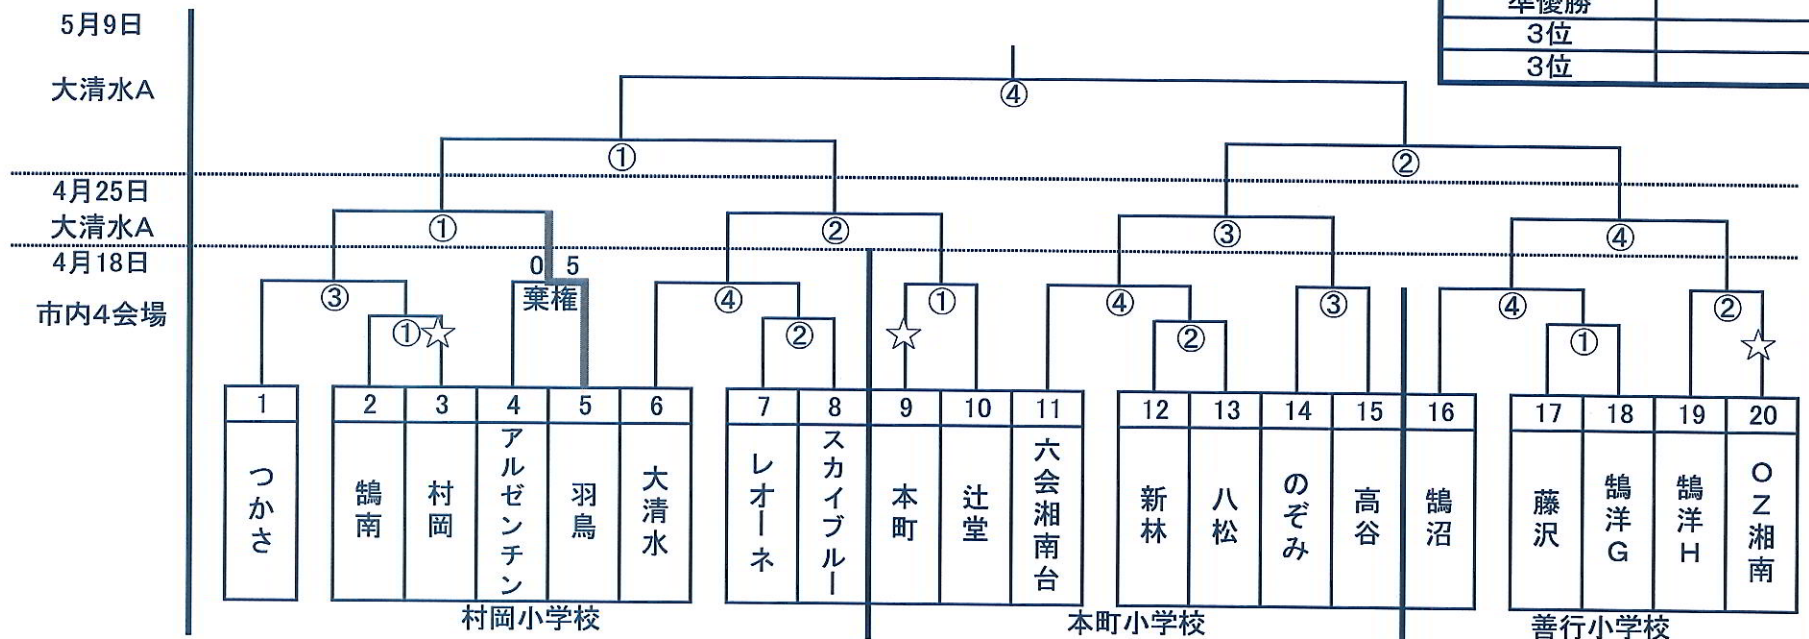 準優勝
3位
3位
5月9日
大清水A
④
① ②
4月25日
大清水A
① ② ③ ④
4月18日
市内4会場
0 5
棄権
③ ④ ① ④ ③ ④ ②
①☆ ② ☆ ② ① ☆
1 2 3 4 5 6 7 8 9 10 11 12 13 14 15 16 17 18 19 20
つかさ
鵠南
村岡
アルゼンチン
羽鳥
大清水
レオーネ
スカイブルー
本町
辻堂
六会湘南台
新林
八松
のぞみ
高谷
鵠沼
藤沢
鵠洋G
鵠洋H
OZ湘南
村岡小学校 本町小学校 善行小学校